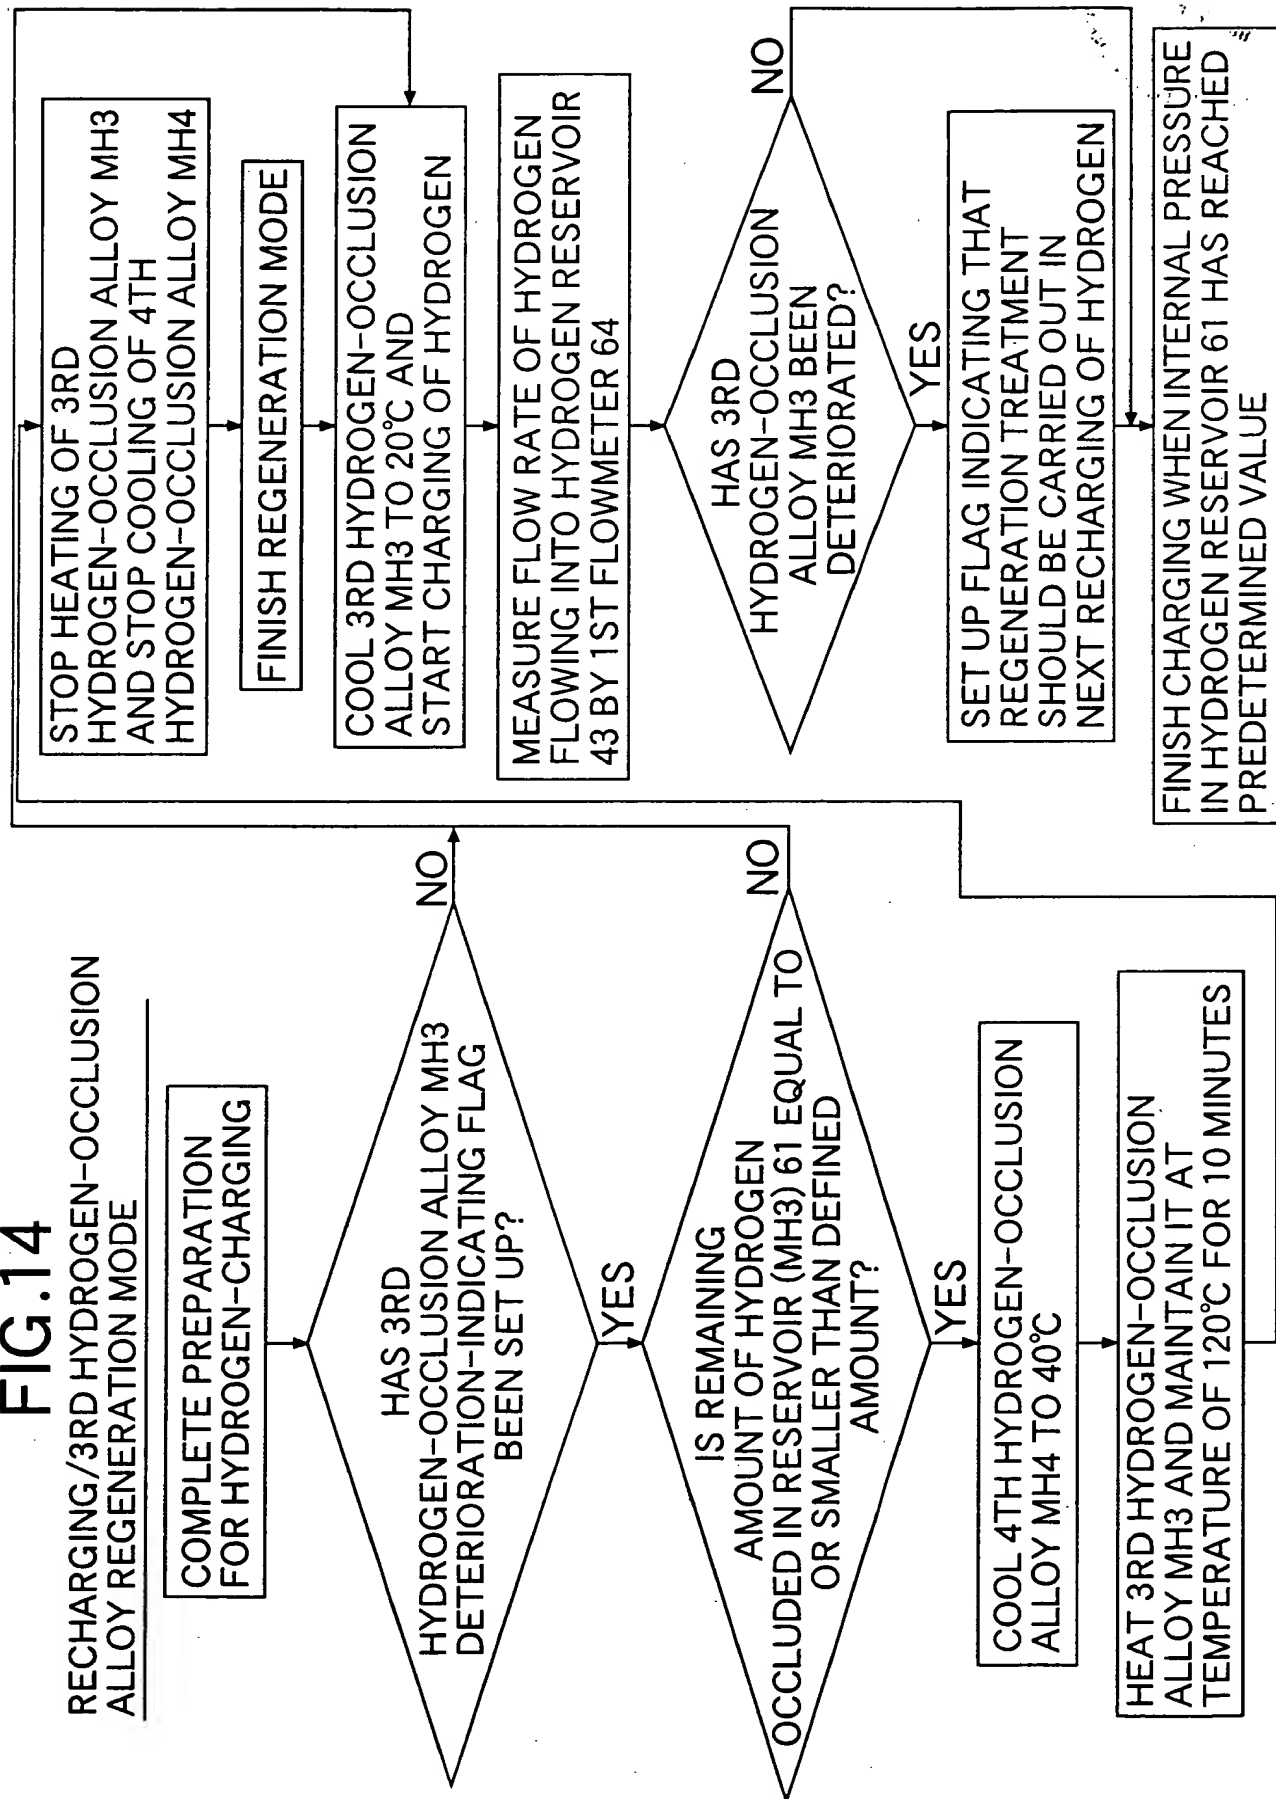 FIG.14
RECHARGING/3RD HYDROGEN-OCCLUSION
ALLOY REGENERATION MODE
COMPLETE PREPARATION
FOR HYDROGEN-CHARGING
HAS 3RD
HYDROGEN-OCCLUSION ALLOY MH3
DETERIORATION-INDICATING FLAG
BEEN SET UP?
NO
YES
IS REMAINING
AMOUNT OF HYDROGEN
OCCLUDED IN RESERVOIR (MH3) 61 EQUAL TO
OR SMALLER THAN DEFINED
AMOUNT?
NO
YES
COOL 4TH HYDROGEN-OCCLUSION
ALLOY MH4 TO 40°C
HEAT 3RD HYDROGEN-OCCLUSION
ALLOY MH3 AND MAINTAIN IT AT
TEMPERATURE OF 120°C FOR 10 MINUTES
STOP HEATING OF 3RD
HYDROGEN-OCCLUSION ALLOY MH3
AND STOP COOLING OF 4TH
HYDROGEN-OCCLUSION ALLOY MH4
FINISH REGENERATION MODE
COOL 3RD HYDROGEN-OCCLUSION
ALLOY MH3 TO 20°C AND
START CHARGING OF HYDROGEN
MEASURE FLOW RATE OF HYDROGEN
FLOWING INTO HYDROGEN RESERVOIR
43 BY 1ST FLOWMETER 64
HAS 3RD
HYDROGEN-OCCLUSION
ALLOY MH3 BEEN
DETERIORATED?
NO
YES
SET UP FLAG INDICATING THAT
REGENERATION TREATMENT
SHOULD BE CARRIED OUT IN
NEXT RECHARGING OF HYDROGEN
FINISH CHARGING WHEN INTERNAL PRESSURE
IN HYDROGEN RESERVOIR 61 HAS REACHED
PREDETERMINED VALUE